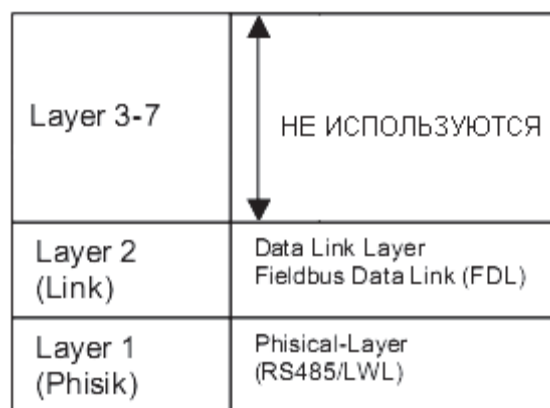 Layer 3-7
НЕ ИСПОЛЬЗУЮТСЯ
Layer 2
(Link)
Data Link Layer
Fieldbus Data Link (FDL)
Layer 1
(Phisik)
Phisical-Layer
(RS485/LWL)